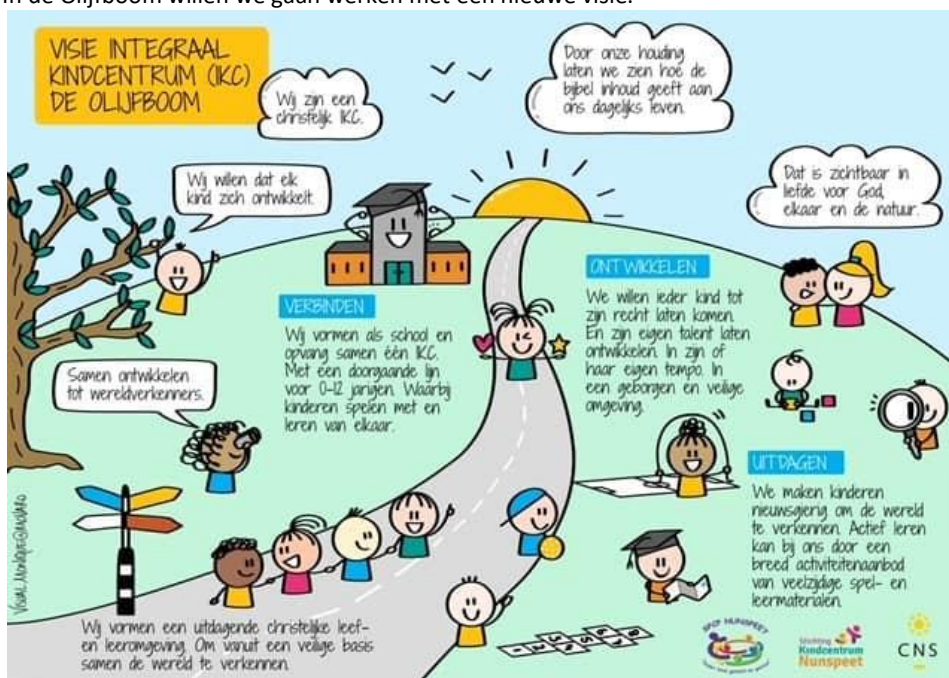 In de Olijfboom willen we gaan werken met een nieuwe visie.
VISIE INTEGRAAL
KINDCENTRUM (IKC)
DE OLIJFBOOM
Wij zijn een
christelijk IKC.
Door onze houding
laten we zien hoe de
bijbel inhoud geeft aan
ons dagelijks leven.
Dat is zichtbaar in
liefde voor God,
elkaar en de natuur.
Wij willen dat elk
kind zich ontwikkelt.
VERBINDEN
Wij vormen als school en
opvang samen één IKC.
Met een doorgaande lijn
voor 0-12 jarigen. Waarbij
kinderen spelen met en
leren van elkaar.
ONTWIKKELEN
We willen ieder kind tot
zijn recht laten komen.
En zijn eigen talent laten
ontwikkelen. In zijn of
haar eigen tempo. In
een geborgen en veilige
omgeving.
Samen ontwikkelen
tot wereldverkenners.
UITDAGEN
We maken kinderen
nieuwsgierig om de wereld
te verkennen. Actief leren
kan bij ons door een
breed activiteitenaanbod
van veelzijdige spel- en
leermaterialen.
Wij vormen een uitdagende christelijke leef-
en leeromgeving. Om vanuit een veilige basis
samen de wereld te verkennen.
NUNSPEET
Stichting
Kindcentrum
Nunspeet
CNS